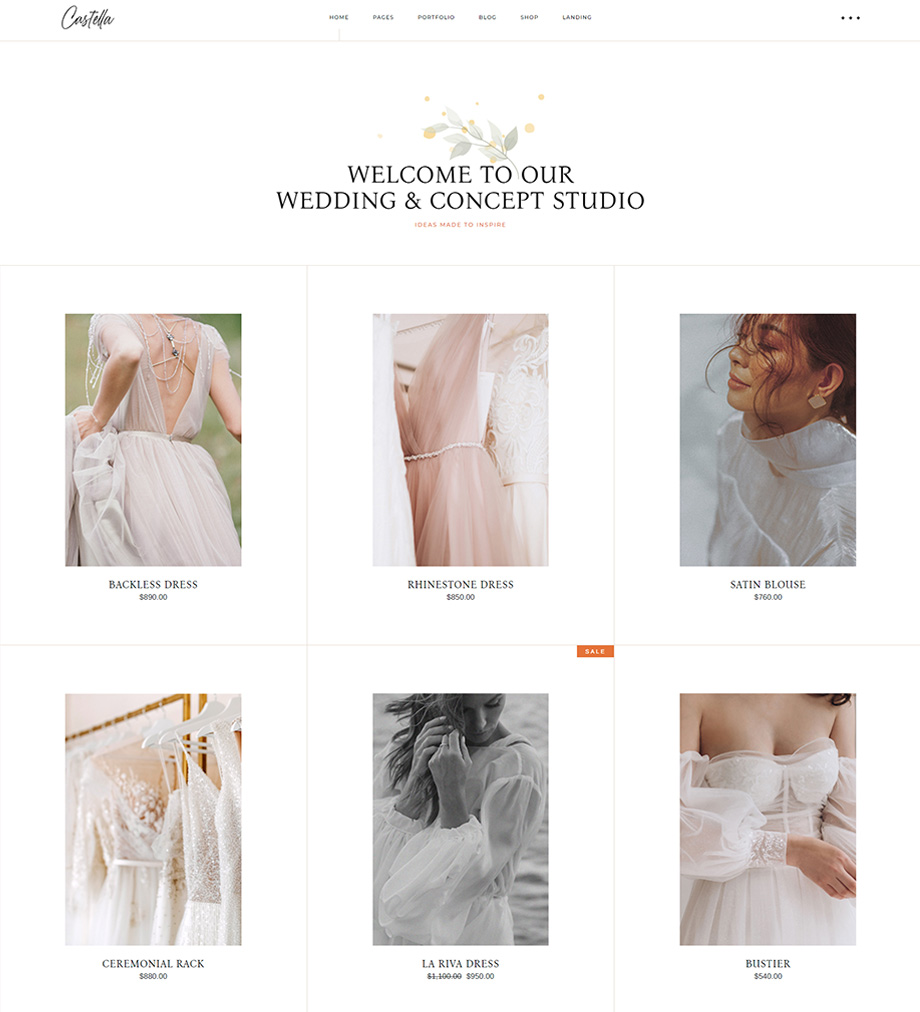 Castella
HOME PAGES PORTFOLIO BLOG SHOP LANDING
WELCOME TO OUR
WEDDING & CONCEPT STUDIO
IDEAS MADE TO INSPIRE
BACKLESS DRESS
$890.00
RHINESTONE DRESS
$850.00
SATIN BLOUSE
$760.00
CEREMONIAL RACK
$880.00
SALE
LA RIVA DRESS
$1,100.00 $950.00
BUSTIER
$540.00